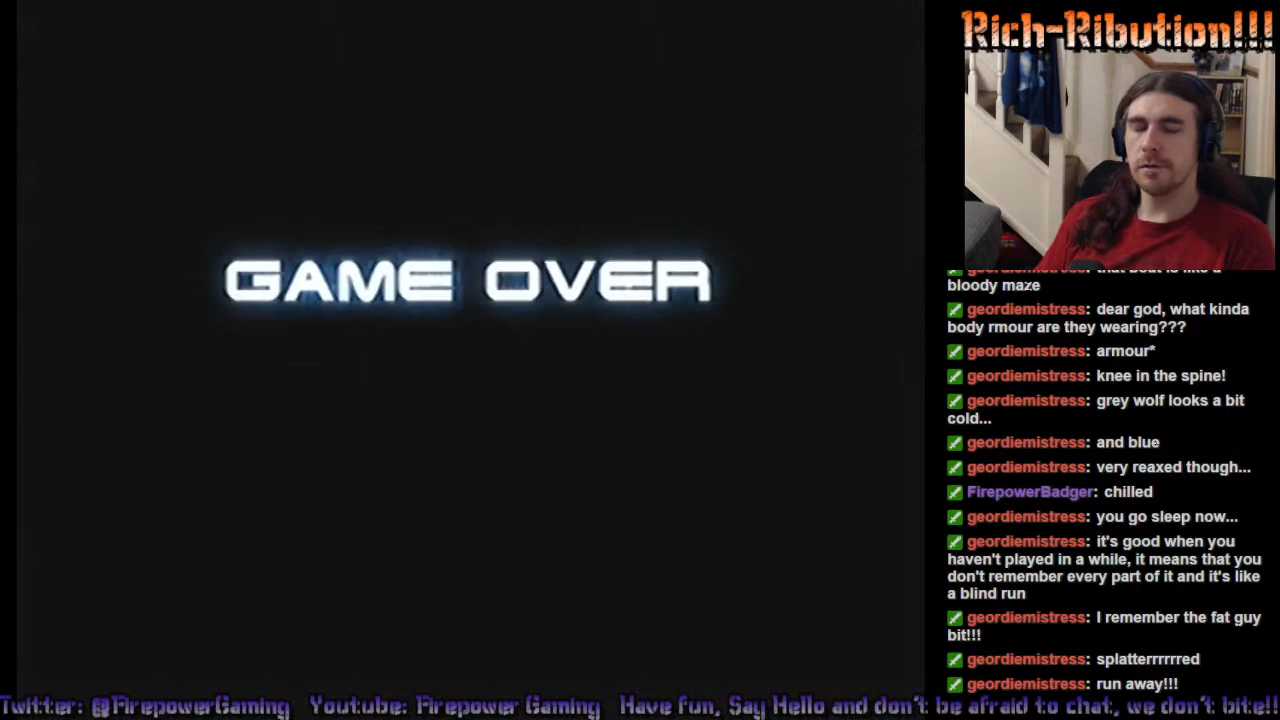 Rich-Ribution!!!
GAME OVER
geordiemistress: that boat is like a
bloody maze
geordiemistress: dear god, what kinda
body rmour are they wearing???
geordiemistress: armour*
geordiemistress: knee in the spine!
geordiemistress: grey wolf looks a bit
cold...
geordiemistress: and blue
geordiemistress: very reaxed though...
FirepowerBadger: chilled
geordiemistress: you go sleep now...
geordiemistress: it's good when you
haven't played in a while, it means that you
don't remember every part of it and it's like
a blind run
geordiemistress: I remember the fat guy
bit!!!
geordiemistress: splatterrrrrred
geordiemistress: run away!!!
Twitter: @FirepowerGaming Youtube: Firepower Gaming Have fun, Say Hello and don't be afraid to chat, we don't bite!!